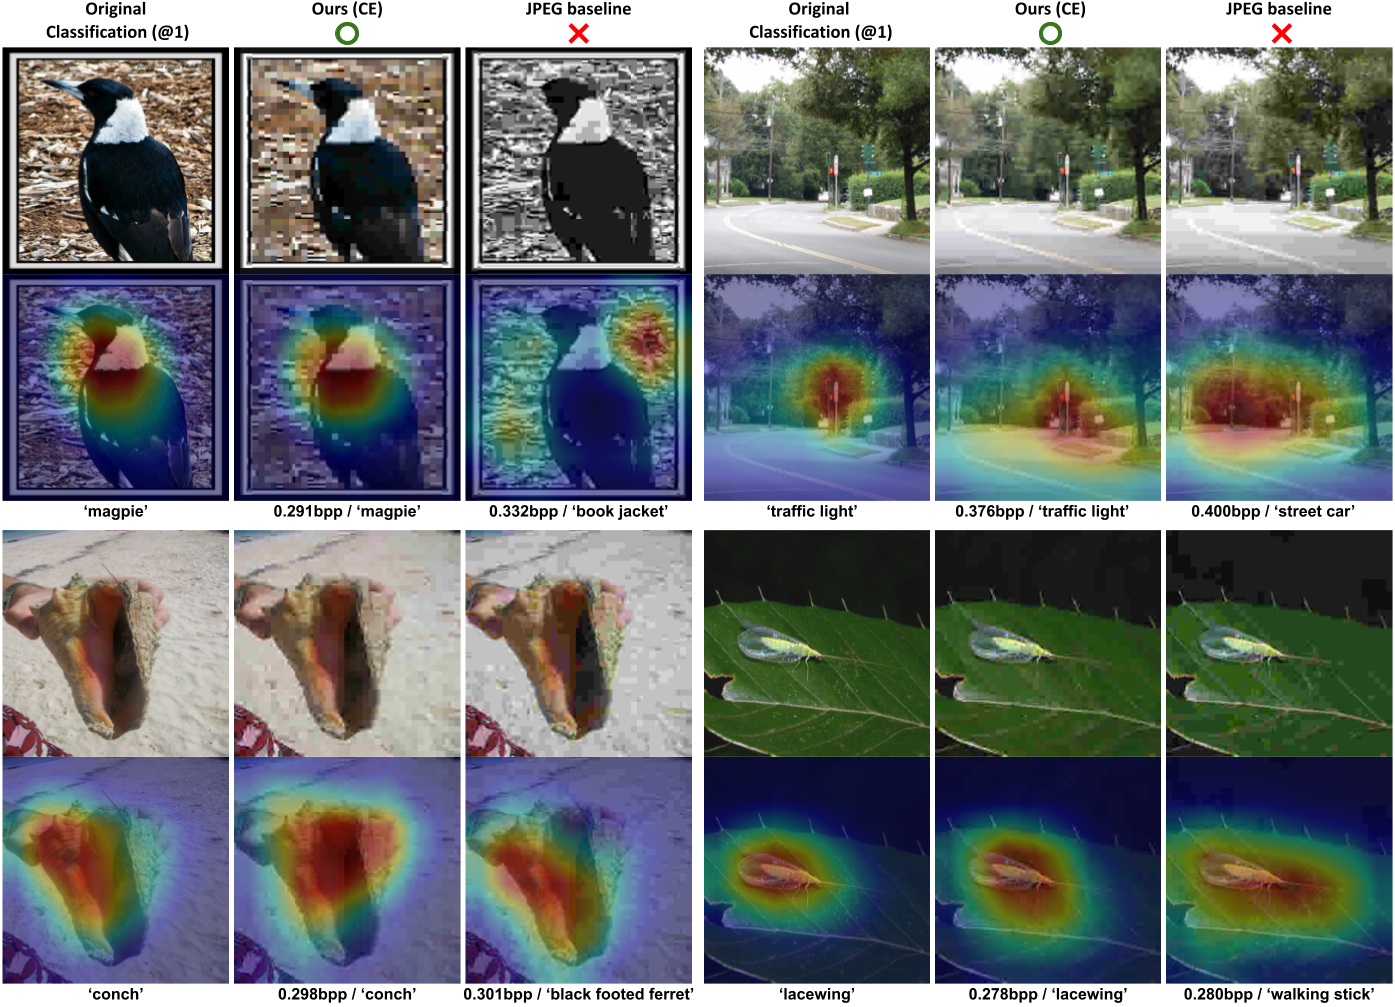 Original
Classification (@1)
Ours (CE)
JPEG baseline
Original
Classification (@1)
Ours (CE)
JPEG baseline
‘magpie’
0.291bpp / ‘magpie’
0.332bpp / ‘book jacket’
‘traffic light’
0.376bpp / ‘traffic light’
0.400bpp / ‘street car’
‘conch’
0.298bpp / ‘conch’
0.301bpp / ‘black footed ferret’
‘lacewing’
0.278bpp / ‘lacewing’
0.280bpp / ‘walking stick’